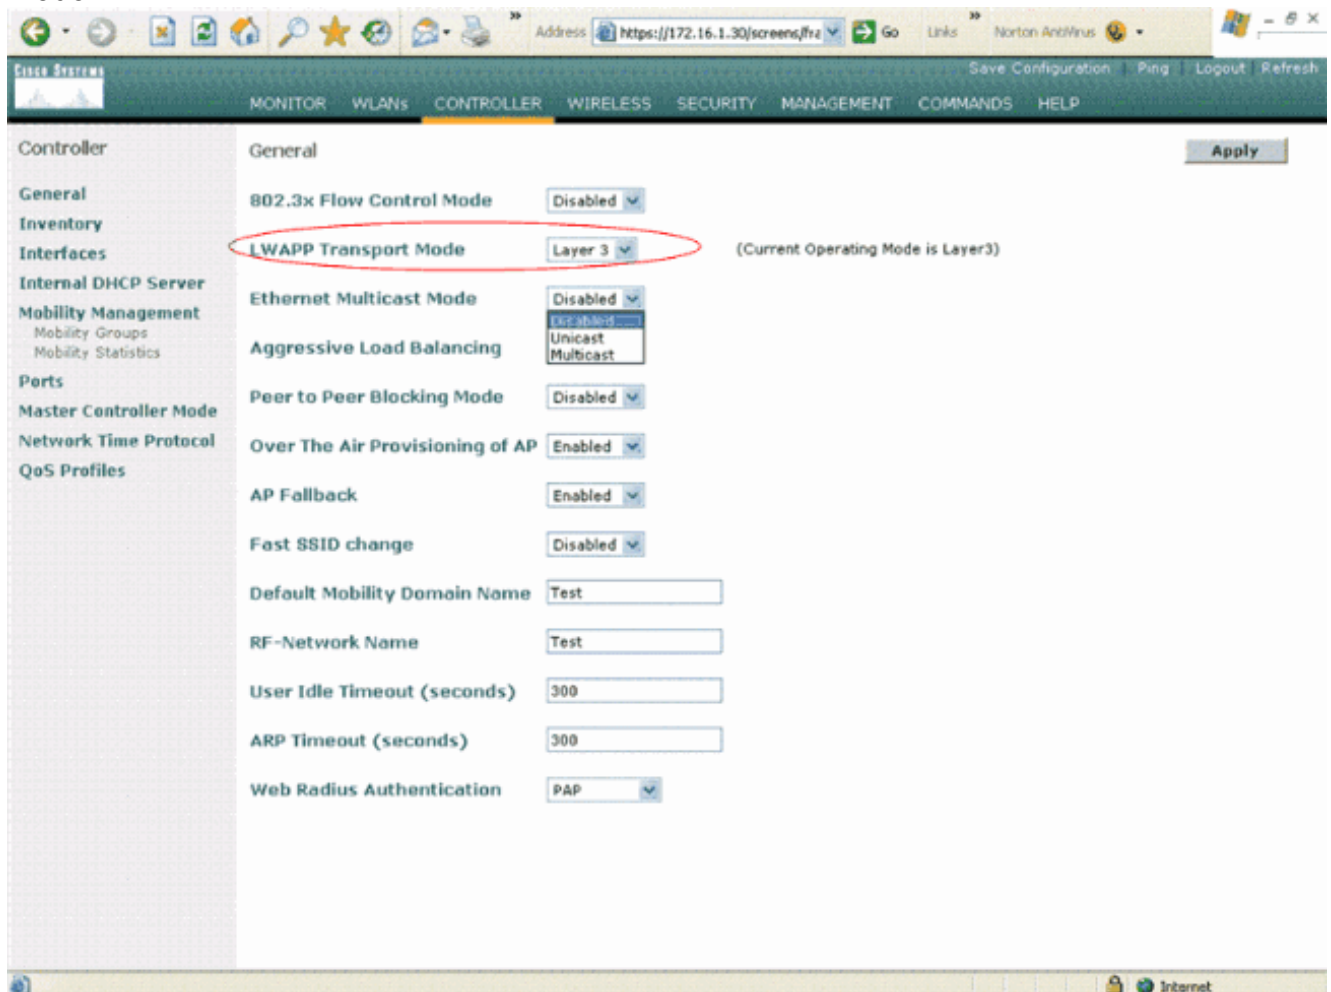 Address https://172.16.1.30/screens/fra Go Links Norton AntiVirus
Cisco Systems
Save Configuration Ping Logout Refresh
MONITOR WLANs CONTROLLER WIRELESS SECURITY MANAGEMENT COMMANDS HELP
Controller
General
Inventory
Interfaces
Internal DHCP Server
Mobility Management
Mobility Groups
Mobility Statistics
Ports
Master Controller Mode
Network Time Protocol
QoS Profiles
General
Apply
802.3x Flow Control Mode Disabled
LWAPP Transport Mode Layer 3 (Current Operating Mode is Layer3)
Ethernet Multicast Mode Disabled
Disabled
Unicast
Multicast
Aggressive Load Balancing
Peer to Peer Blocking Mode Disabled
Over The Air Provisioning of AP Enabled
AP Fallback Enabled
Fast SSID change Disabled
Default Mobility Domain Name Test
RF-Network Name Test
User Idle Timeout (seconds) 300
ARP Timeout (seconds) 300
Web Radius Authentication PAP
Internet